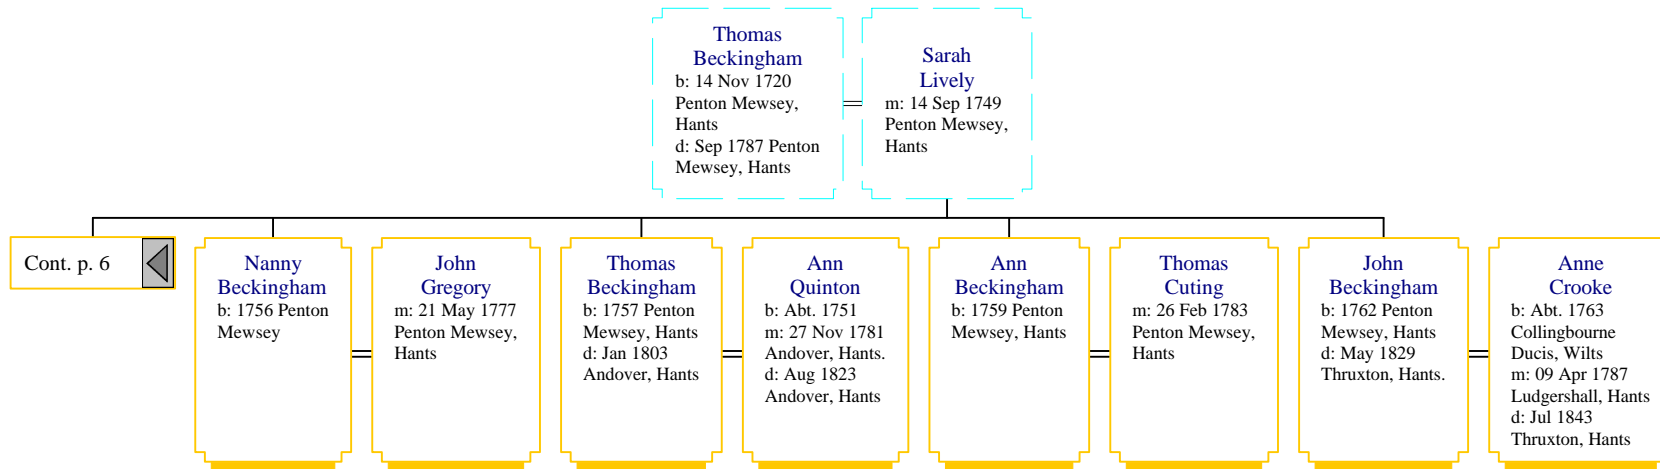 Thomas
Beckingham
b: 14 Nov 1720
Penton Mewsey,
Hants
d: Sep 1787 Penton
Mewsey, Hants
Sarah
Lively
m: 14 Sep 1749
Penton Mewsey,
Hants
Cont. p. 6
Nanny
Beckingham
b: 1756 Penton
Mewsey
John
Gregory
m: 21 May 1777
Penton Mewsey,
Hants
Thomas
Beckingham
b: 1757 Penton
Mewsey, Hants
d: Jan 1803
Andover, Hants
Ann
Quinton
b: Abt. 1751
m: 27 Nov 1781
Andover, Hants.
d: Aug 1823
Andover, Hants
Ann
Beckingham
b: 1759 Penton
Mewsey, Hants
Thomas
Cuting
m: 26 Feb 1783
Penton Mewsey,
Hants
John
Beckingham
b: 1762 Penton
Mewsey, Hants
d: May 1829
Thruxton, Hants.
Anne
Crooke
b: Abt. 1763
Collingbourne
Ducis, Wilts
m: 09 Apr 1787
Ludgershall, Hants
d: Jul 1843
Thruxton, Hants